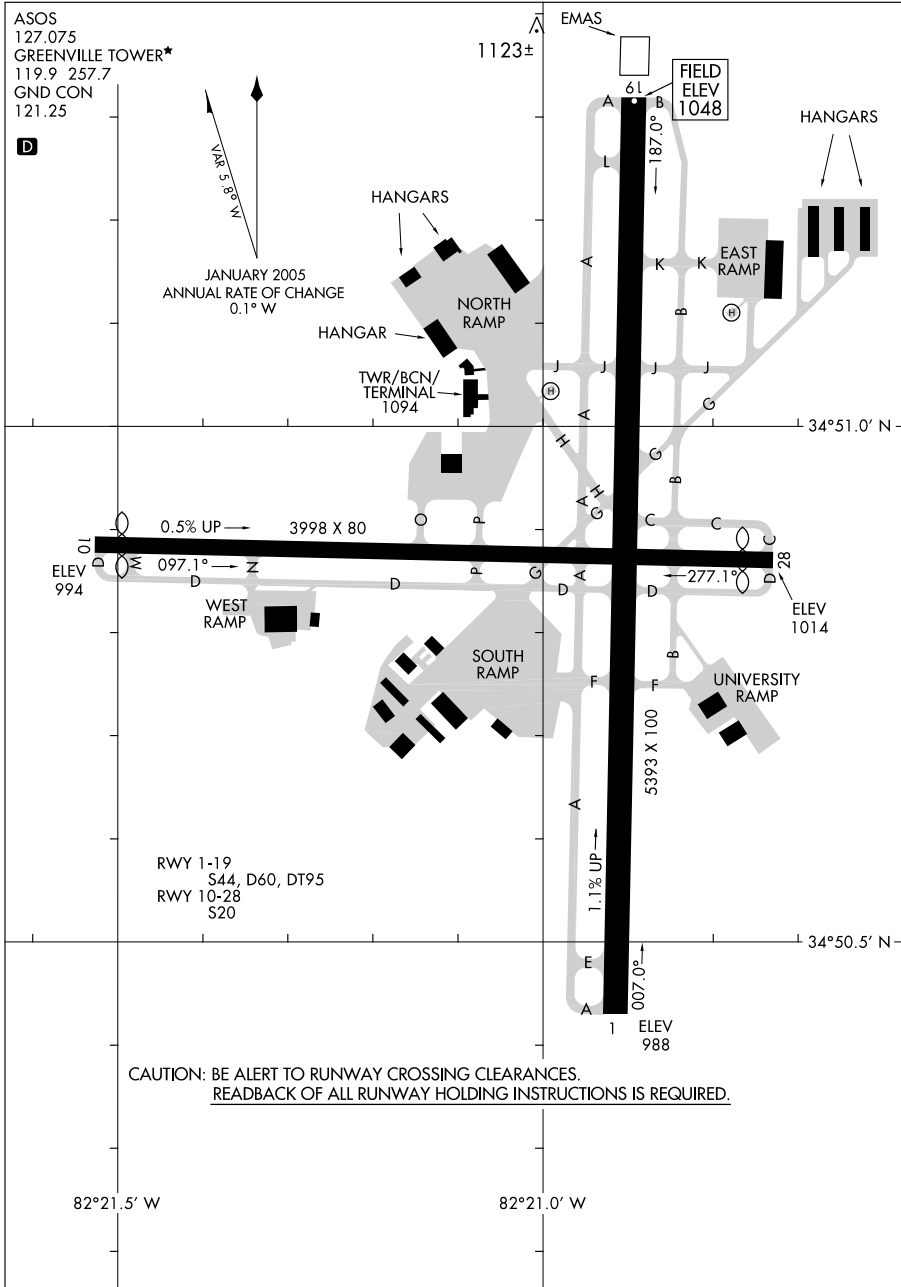 ASOS
127.075
GREENVILLE TOWER★
119.9 257.7
GND CON
121.25
D
VAR 5.8° W
JANUARY 2005
ANNUAL RATE OF CHANGE
0.1° W
1123±
EMAS
19
FIELD
ELEV
1048
187.0°
HANGARS
HANGARS
HANGAR
NORTH
RAMP
EAST
RAMP
TWR/BCN/
TERMINAL
1094
A
B
L
A
K
K
B
H
J
J
J
J
H
G
A
H
G
B
A
H
G
C
C
C
34°51.0' N
0.5% UP
3998 X 80
O
P
10
ELEV
994
D
W
097.1°
N
D
D
P
G
D
A
D
277.1°
D
28
ELEV
1014
WEST
RAMP
SOUTH
RAMP
B
F
F
UNIVERSITY
RAMP
5393 X 100
A
1.1% UP
RWY 1-19
S44, D60, DT95
RWY 10-28
S20
34°50.5' N
E
A
007.0°
1
ELEV
988
CAUTION: BE ALERT TO RUNWAY CROSSING CLEARANCES.
READBACK OF ALL RUNWAY HOLDING INSTRUCTIONS IS REQUIRED.
82°21.5' W
82°21.0' W